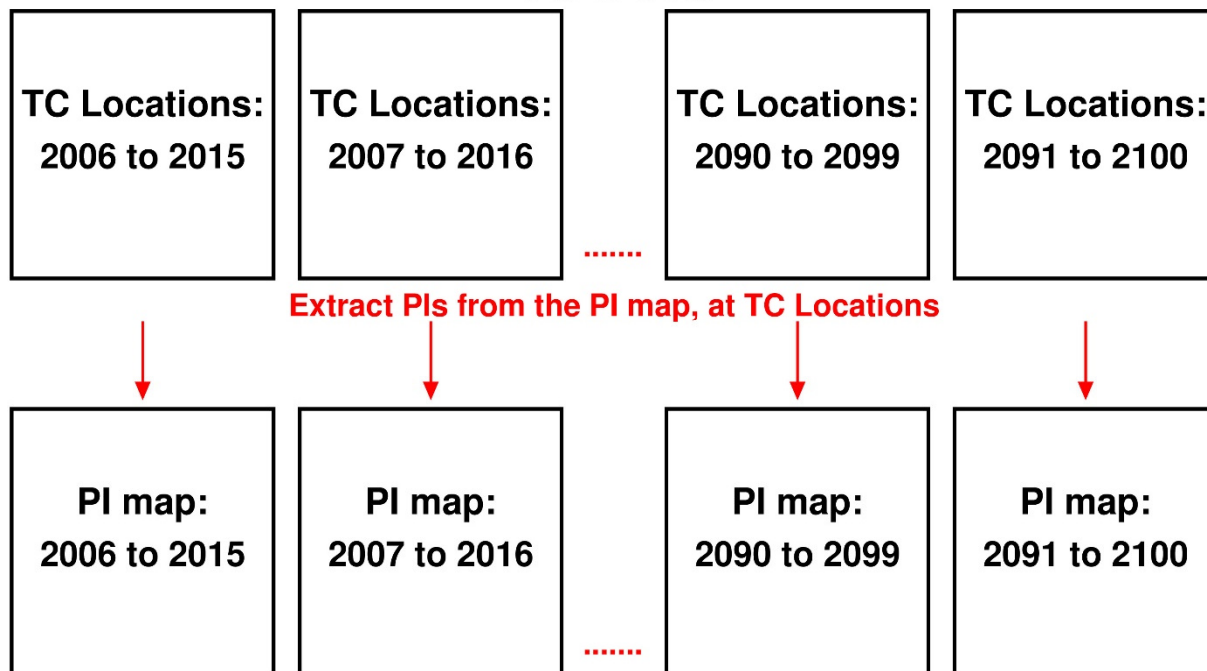 TC Locations:
2006 to 2015
TC Locations:
2007 to 2016
TC Locations:
2090 to 2099
TC Locations:
2091 to 2100
.......
Extract PIs from the PI map, at TC Locations
PI map:
2006 to 2015
PI map:
2007 to 2016
PI map:
2090 to 2099
PI map:
2091 to 2100
.......